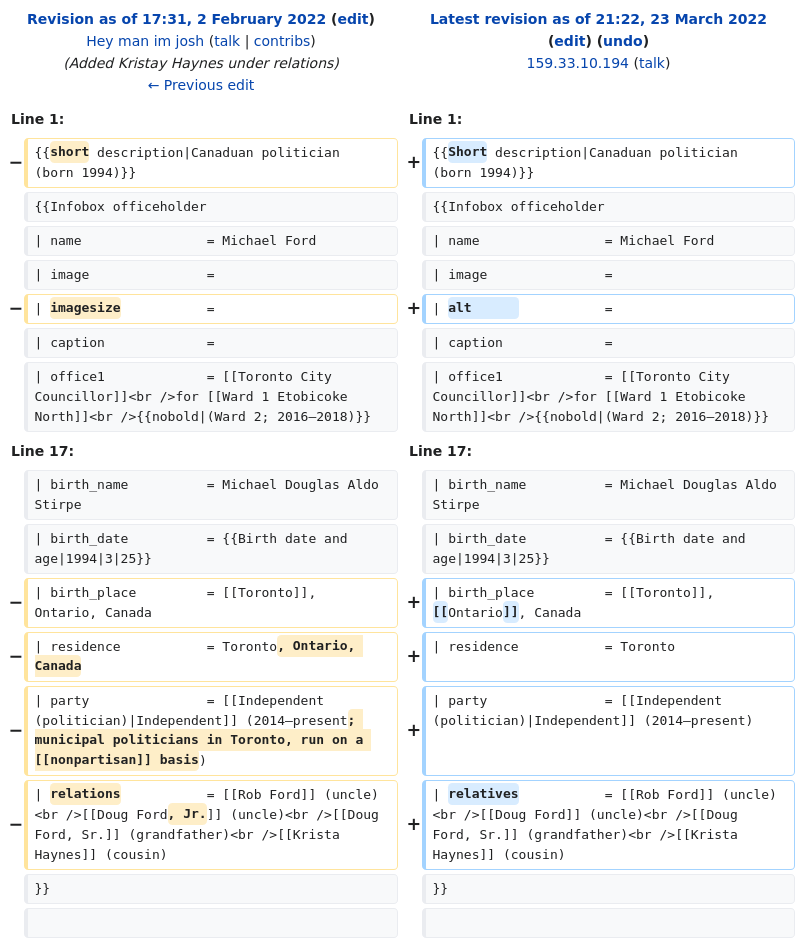 Revision as of 17:31, 2 February 2022 (edit)
Hey man im josh (talk | contribs)
(Added Kristay Haynes under relations)
← Previous edit
Latest revision as of 21:22, 23 March 2022
(edit) (undo)
159.33.10.194 (talk)
Line 1:
Line 1:
− {{short description|Canaduan politician
(born 1994)}}
+ {{Short description|Canaduan politician
(born 1994)}}
{{Infobox officeholder
{{Infobox officeholder
| name = Michael Ford
| name = Michael Ford
| image =
| image =
− | imagesize =
+ | alt =
| caption =
| caption =
| office1 = [[Toronto City
Councillor]]<br />for [[Ward 1 Etobicoke
North]]<br />{{nobold|(Ward 2; 2016–2018)}}
| office1 = [[Toronto City
Councillor]]<br />for [[Ward 1 Etobicoke
North]]<br />{{nobold|(Ward 2; 2016–2018)}}
Line 17:
Line 17:
| birth_name = Michael Douglas Aldo
Stirpe
| birth_name = Michael Douglas Aldo
Stirpe
| birth_date = {{Birth date and
age|1994|3|25}}
| birth_date = {{Birth date and
age|1994|3|25}}
− | birth_place = [[Toronto]],
Ontario, Canada
+ | birth_place = [[Toronto]],
[[Ontario]], Canada
− | residence = Toronto, Ontario,
Canada
+ | residence = Toronto
− | party = [[Independent
(politician)|Independent]] (2014–present;
municipal politicians in Toronto, run on a
[[nonpartisan]] basis)
+ | party = [[Independent
(politician)|Independent]] (2014–present)
− | relations = [[Rob Ford]] (uncle)
<br />[[Doug Ford, Jr.]] (uncle)<br />[[Doug
Ford, Sr.]] (grandfather)<br />[[Krista
Haynes]] (cousin)
+ | relatives = [[Rob Ford]] (uncle)
<br />[[Doug Ford]] (uncle)<br />[[Doug
Ford, Sr.]] (grandfather)<br />[[Krista
Haynes]] (cousin)
}}
}}